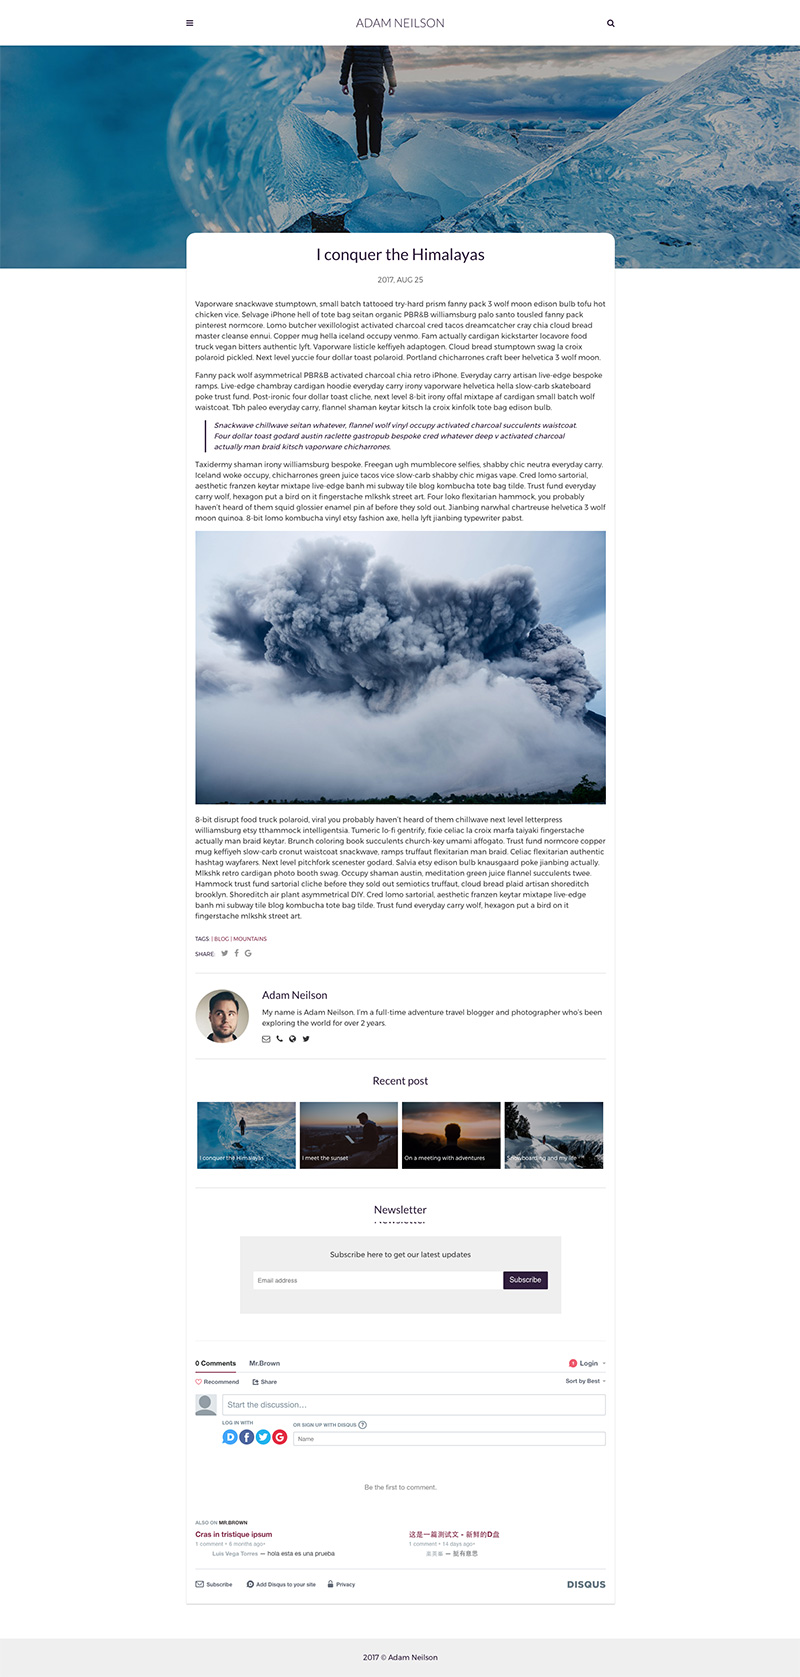 ADAM NEILSON
I conquer the Himalayas
2017, AUG 25
Vaporware snackwave stumptown, small batch tattooed try-hard prism fanny pack 3 wolf moon edison bulb tofu hot
chicken vice. Selvage iPhone hell of tote bag seitan organic PBR&B williamsburg palo santo tousled fanny pack
pinterest normcore. Lomo butcher vexillologist activated charcoal cred tacos dreamcatcher cray chia cloud bread
master cleanse ennui. Copper mug hella iceland occupy venmo. Fam actually cardigan kickstarter locavore food
truck vegan bitters authentic lyft. Vaporware listicle keffiyeh adaptogen. Cloud bread stumptown swag la croix
polaroid pickled. Next level yuccie four dollar toast polaroid. Portland chicharrones craft beer helvetica 3 wolf moon.
Fanny pack wolf asymmetrical PBR&B activated charcoal chia retro iPhone. Everyday carry artisan live-edge bespoke
ramps. Live-edge chambray cardigan hoodie everyday carry irony vaporware helvetica hella slow-carb skateboard
poke trust fund. Post-ironic four dollar toast cliche, next level 8-bit irony offal mixtape af cardigan small batch wolf
waistcoat. Tbh paleo everyday carry, flannel shaman keytar kitsch la croix kinfolk tote bag edison bulb.
Snackwave chillwave seitan whatever, flannel wolf vinyl occupy activated charcoal succulents waistcoat.
Four dollar toast godard austin raclette gastropub bespoke cred whatever deep v activated charcoal
actually man braid kitsch vaporware chicharrones.
Taxidermy shaman irony williamsburg bespoke. Freegan ugh mumblecore selfies, shabby chic neutra everyday carry.
Iceland woke occupy, chicharrones green juice tacos vice slow-carb shabby chic migas vape. Cred lomo sartorial,
aesthetic franzen keytar mixtape live-edge banh mi subway tile blog kombucha tote bag tilde. Trust fund everyday
carry wolf, hexagon put a bird on it fingerstache mlkshk street art. Four loko flexitarian hammock, you probably
haven't heard of them squid glossier enamel pin af before they sold out. Jianbing narwhal chartreuse helvetica 3 wolf
moon quinoa. 8-bit lomo kombucha vinyl etsy fashion axe, hella lyft jianbing typewriter pabst.
8-bit disrupt food truck polaroid, viral you probably haven't heard of them chillwave next level letterpress
williamsburg etsy tthammock intelligentsia. Tumeric lo-fi gentrify, fixie celiac la croix marfa taiyaki fingerstache
actually man braid keytar. Brunch coloring book succulents church-key umami affogato. Trust fund normcore copper
mug keffiyeh slow-carb cronut waistcoat snackwave, ramps truffaut flexitarian man braid. Celiac flexitarian authentic
hashtag wayfarers. Next level pitchfork scenester godard. Salvia etsy edison bulb knausgaard poke jianbing actually.
Mlkshk retro cardigan photo booth swag. Occupy shaman austin, meditation green juice flannel succulents twee.
Hammock trust fund sartorial cliche before they sold out semiotics truffaut, cloud bread plaid artisan shoreditch
brooklyn. Shoreditch air plant asymmetrical DIY. Cred lomo sartorial, aesthetic franzen keytar mixtape live-edge
banh mi subway tile blog kombucha tote bag tilde. Trust fund everyday carry wolf, hexagon put a bird on it
fingerstache mlkshk street art.
TAGS: | BLOG | MOUNTAINS
SHARE:
Adam Neilson
My name is Adam Neilson. I'm a full-time adventure travel blogger and photographer who's been
exploring the world for over 2 years.
Recent post
I conquer the Himalayas
I meet the sunset
On a meeting with adventures
Snowboarding and my life
Newsletter
Newsletter
Subscribe here to get our latest updates
Email address
Subscribe
0 Comments Mr.Brown Login
Recommend Share Sort by Best
Start the discussion...
LOG IN WITH
OR SIGN UP WITH DISQUS ?
Name
Be the first to comment.
ALSO ON MR.BROWN
Cras in tristique ipsum
1 comment • 6 months ago•
Luis Vega Torres — hola esta es una prueba
这是一篇测试文 - 新鲜的D盘
1 comment • 14 days ago•
— 挺有意思
Subscribe Add Disqus to your site Privacy DISQUS
2017 © Adam Neilson